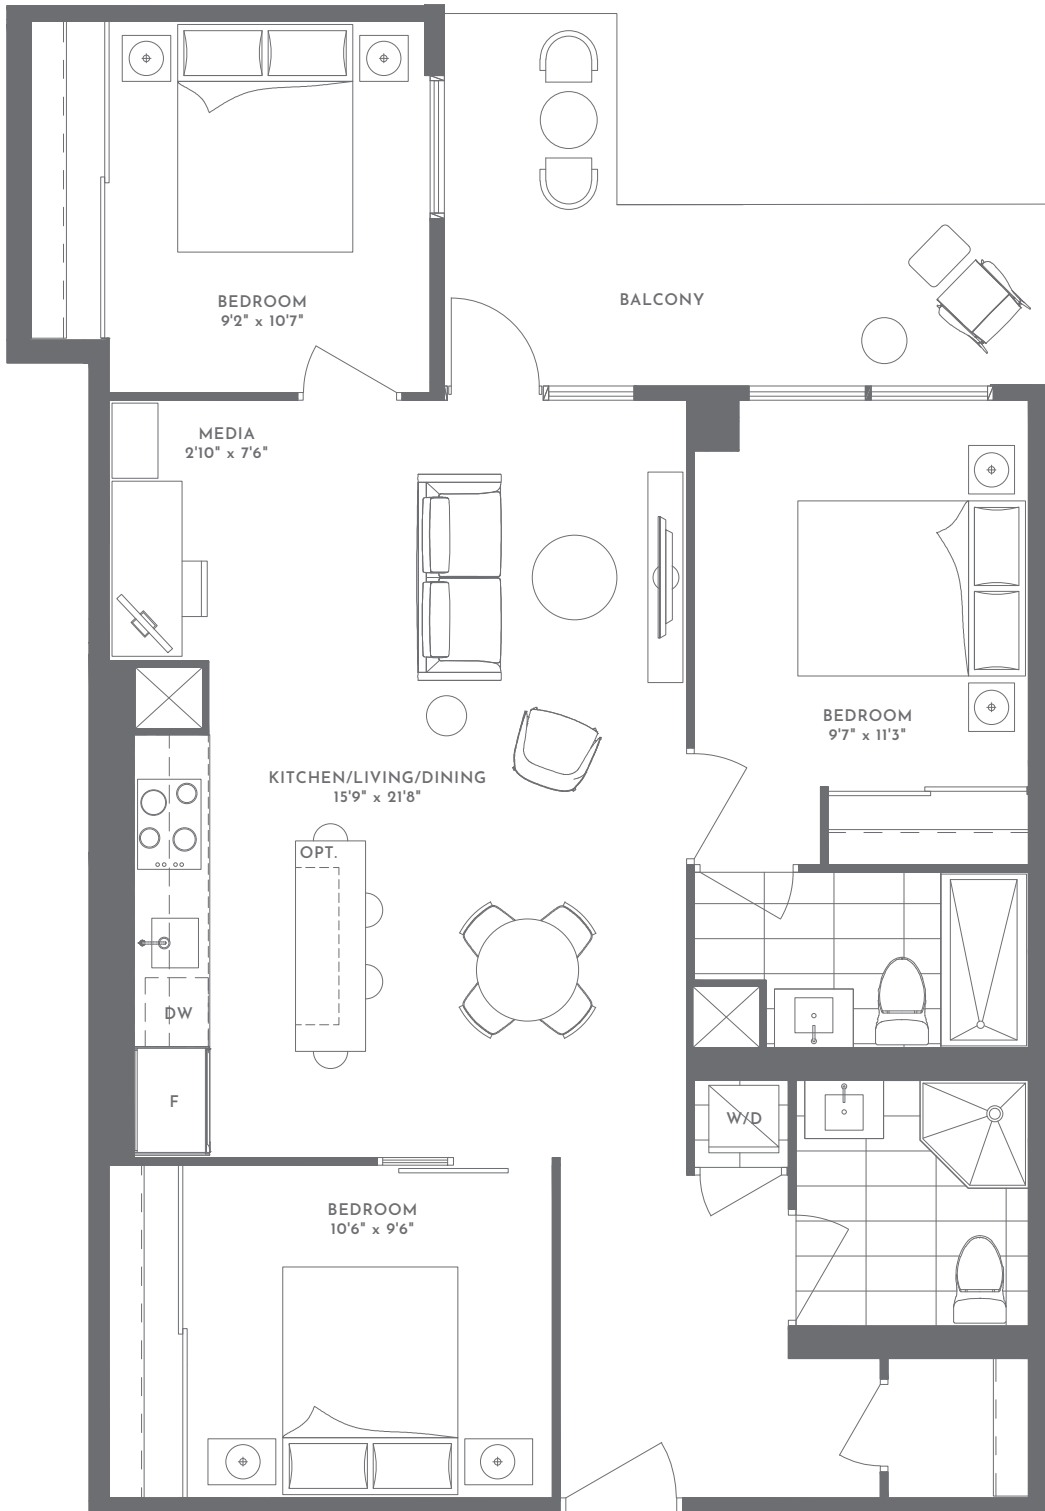 BEDROOM
9'2" x 10'7"
BALCONY
MEDIA
2'10" x 7'6"
BEDROOM
9'7" x 11'3"
KITCHEN/LIVING/DINING
15'9" x 21'8"
OPT.
DW
F
W/D
BEDROOM
10'6" x 9'6"